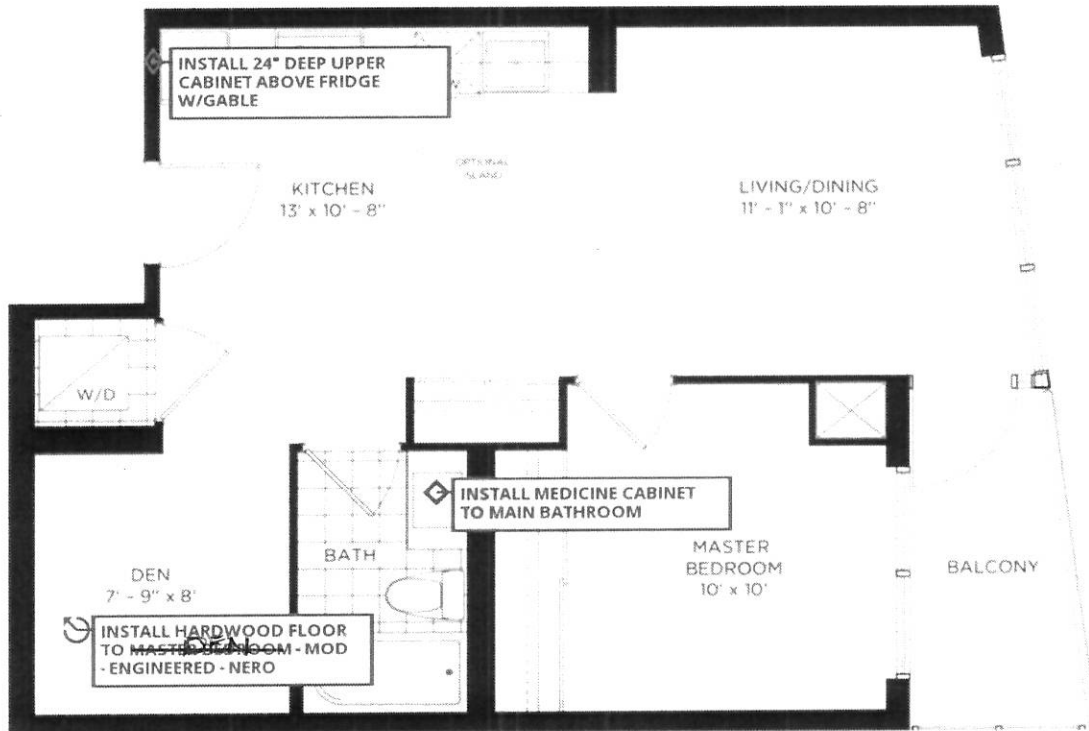 INSTALL 24" DEEP UPPER
CABINET ABOVE FRIDGE
W/GABLE
OPTIONAL
ISLAND
KITCHEN
13' x 10' - 8"
LIVING/DINING
11' - 1" x 10' - 8"
W/D
INSTALL MEDICINE CABINET
TO MAIN BATHROOM
BATH
MASTER
BEDROOM
10' x 10'
BALCONY
DEN
7' - 9" x 8'
INSTALL HARDWOOD FLOOR
DEN
TO MASTER BEDROOM - MOD
- ENGINEERED - NERO